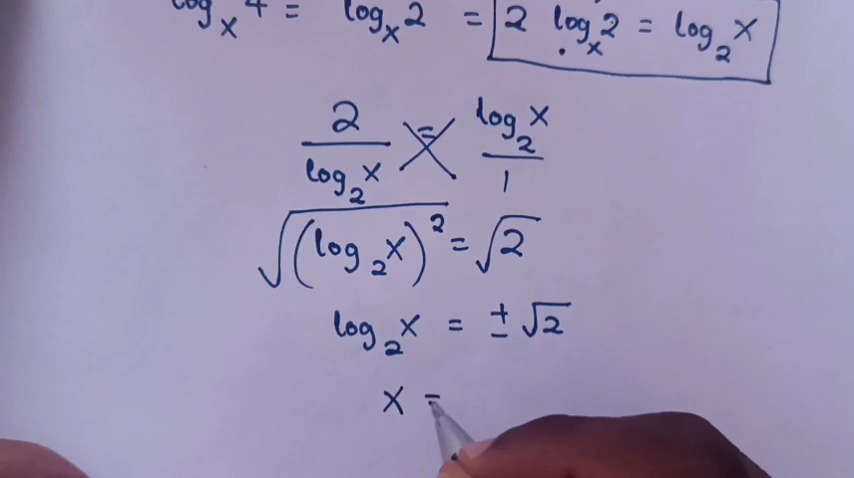 log_x 4 = log_x 2 = 2 log_x 2 = log_2 x
2/log_2 x = log_2 x/1
√(log_2 x)^2 = √2
log_2 x = ± √2
x =